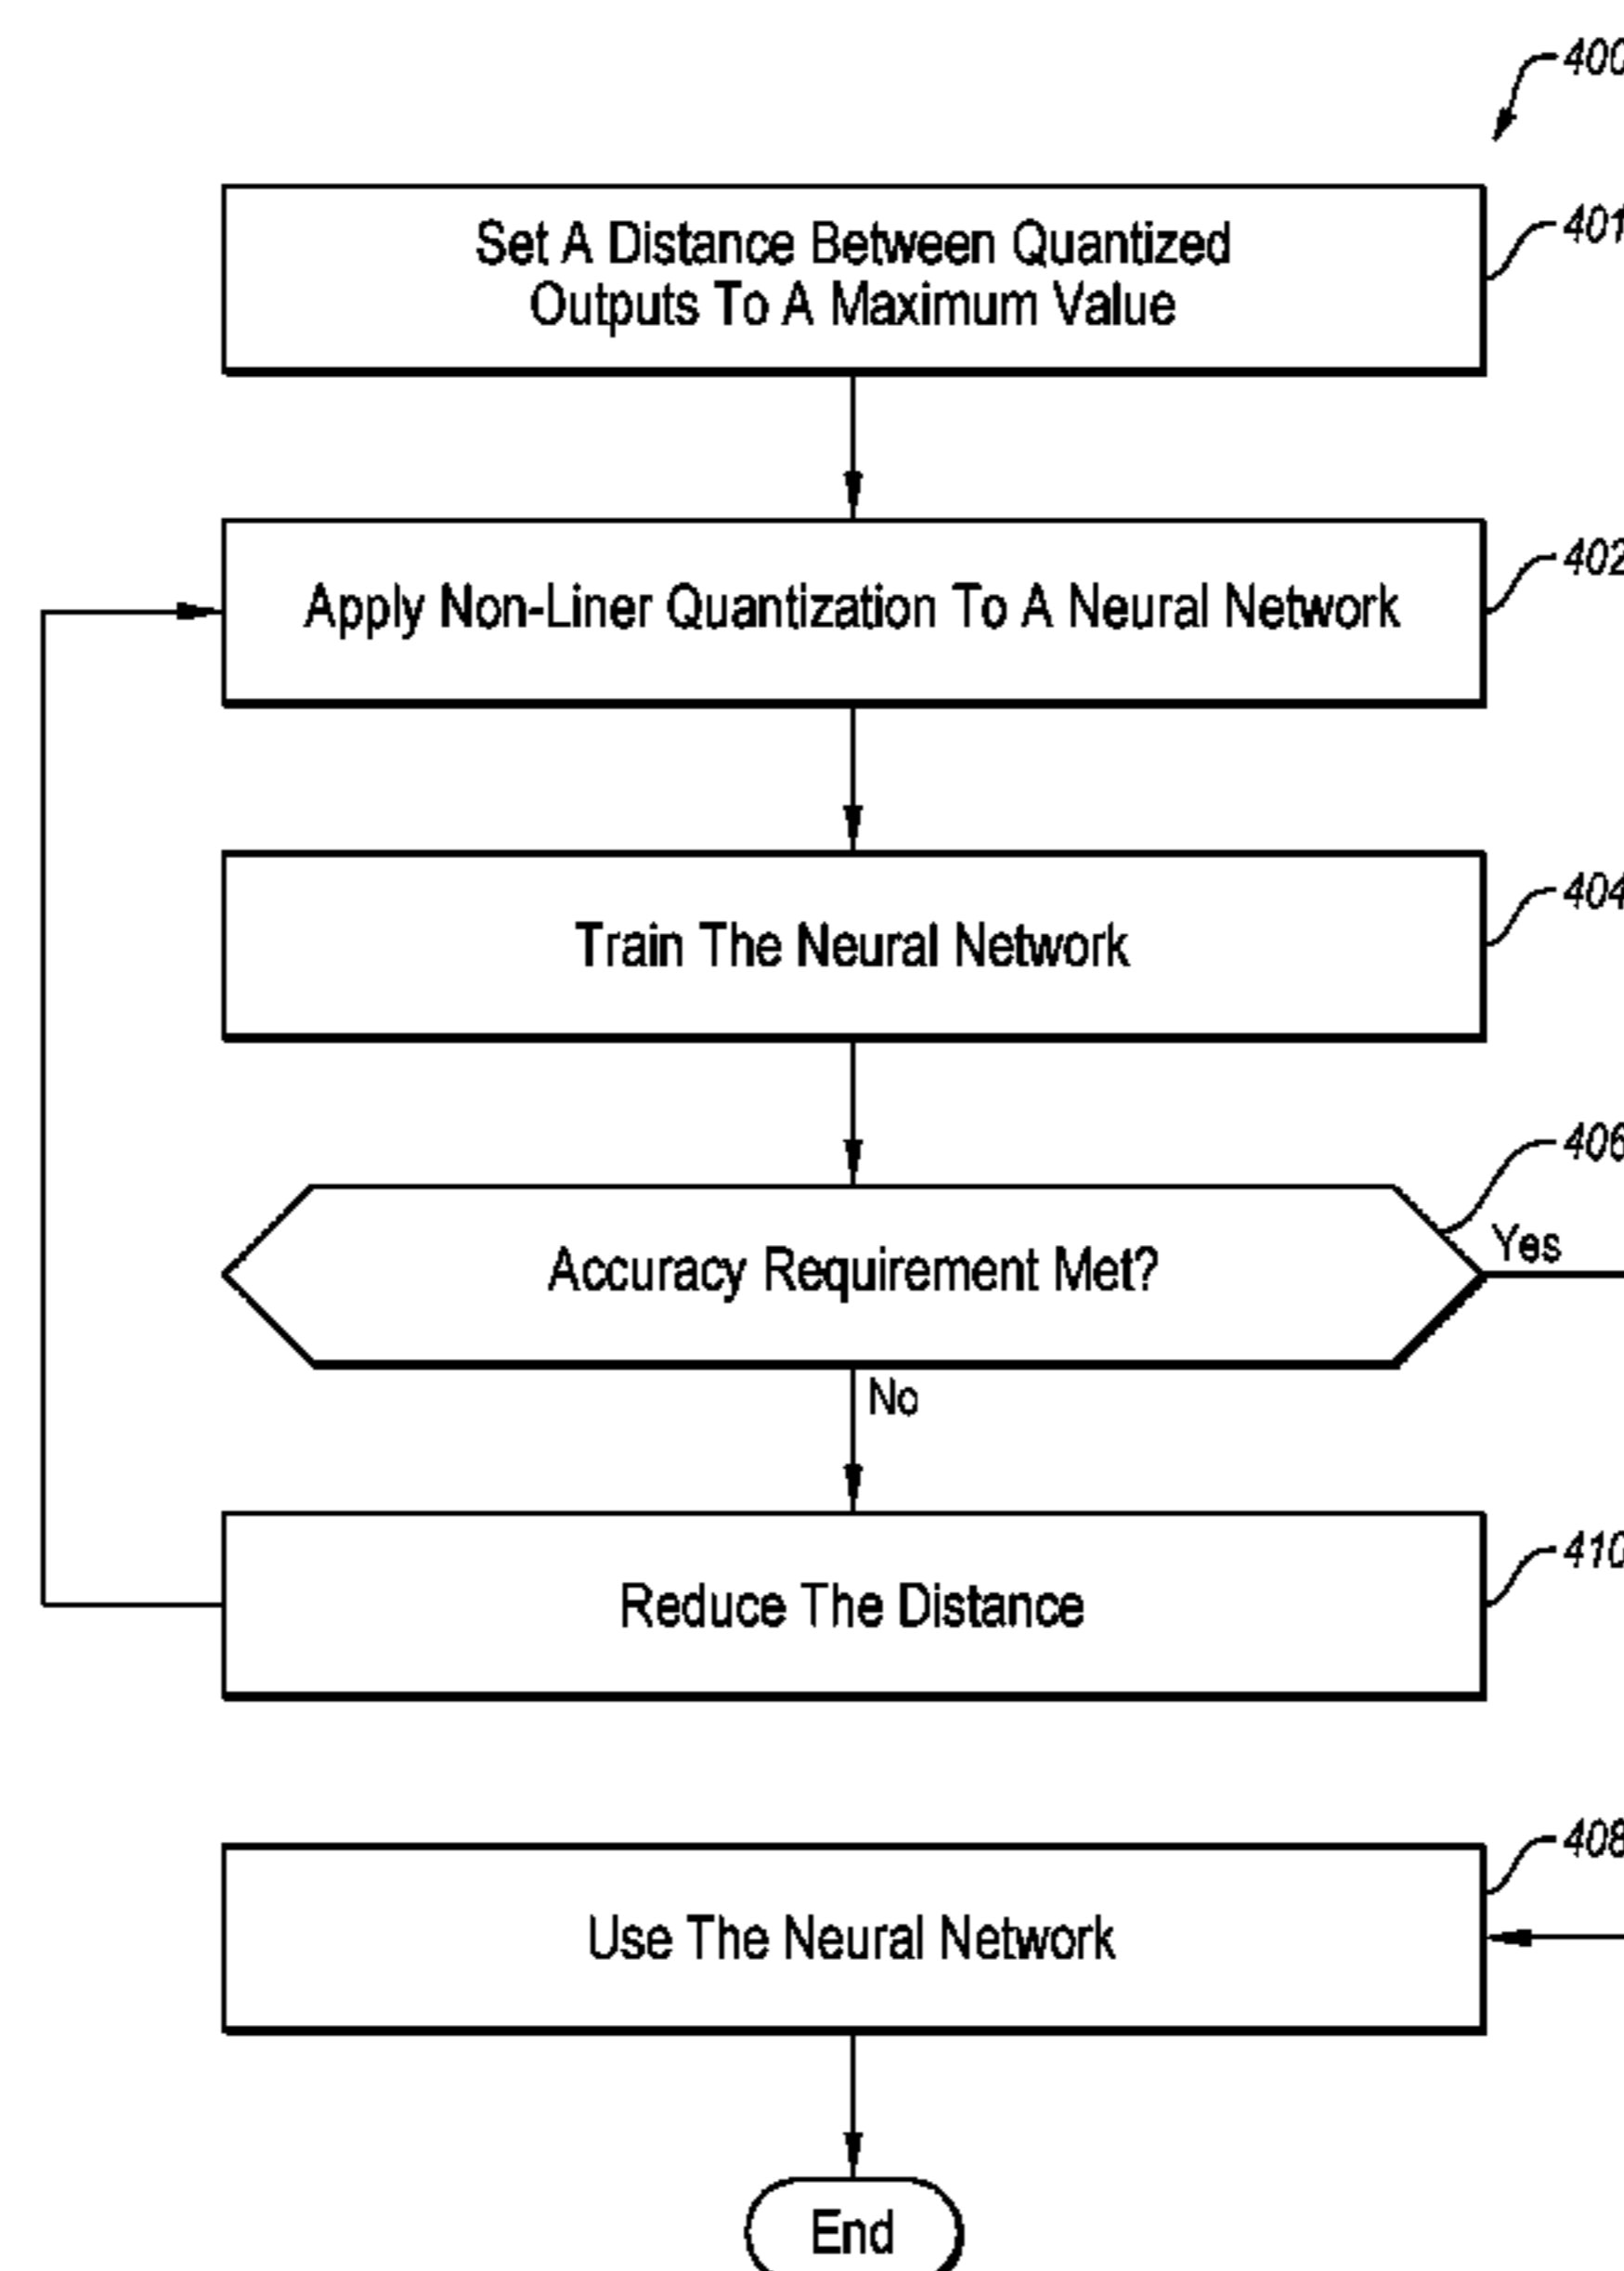 400
401
Set A Distance Between Quantized
Outputs To A Maximum Value
402
Apply Non-Liner Quantization To A Neural Network
404
Train The Neural Network
406
Accuracy Requirement Met?
Yes
No
410
Reduce The Distance
408
Use The Neural Network
End